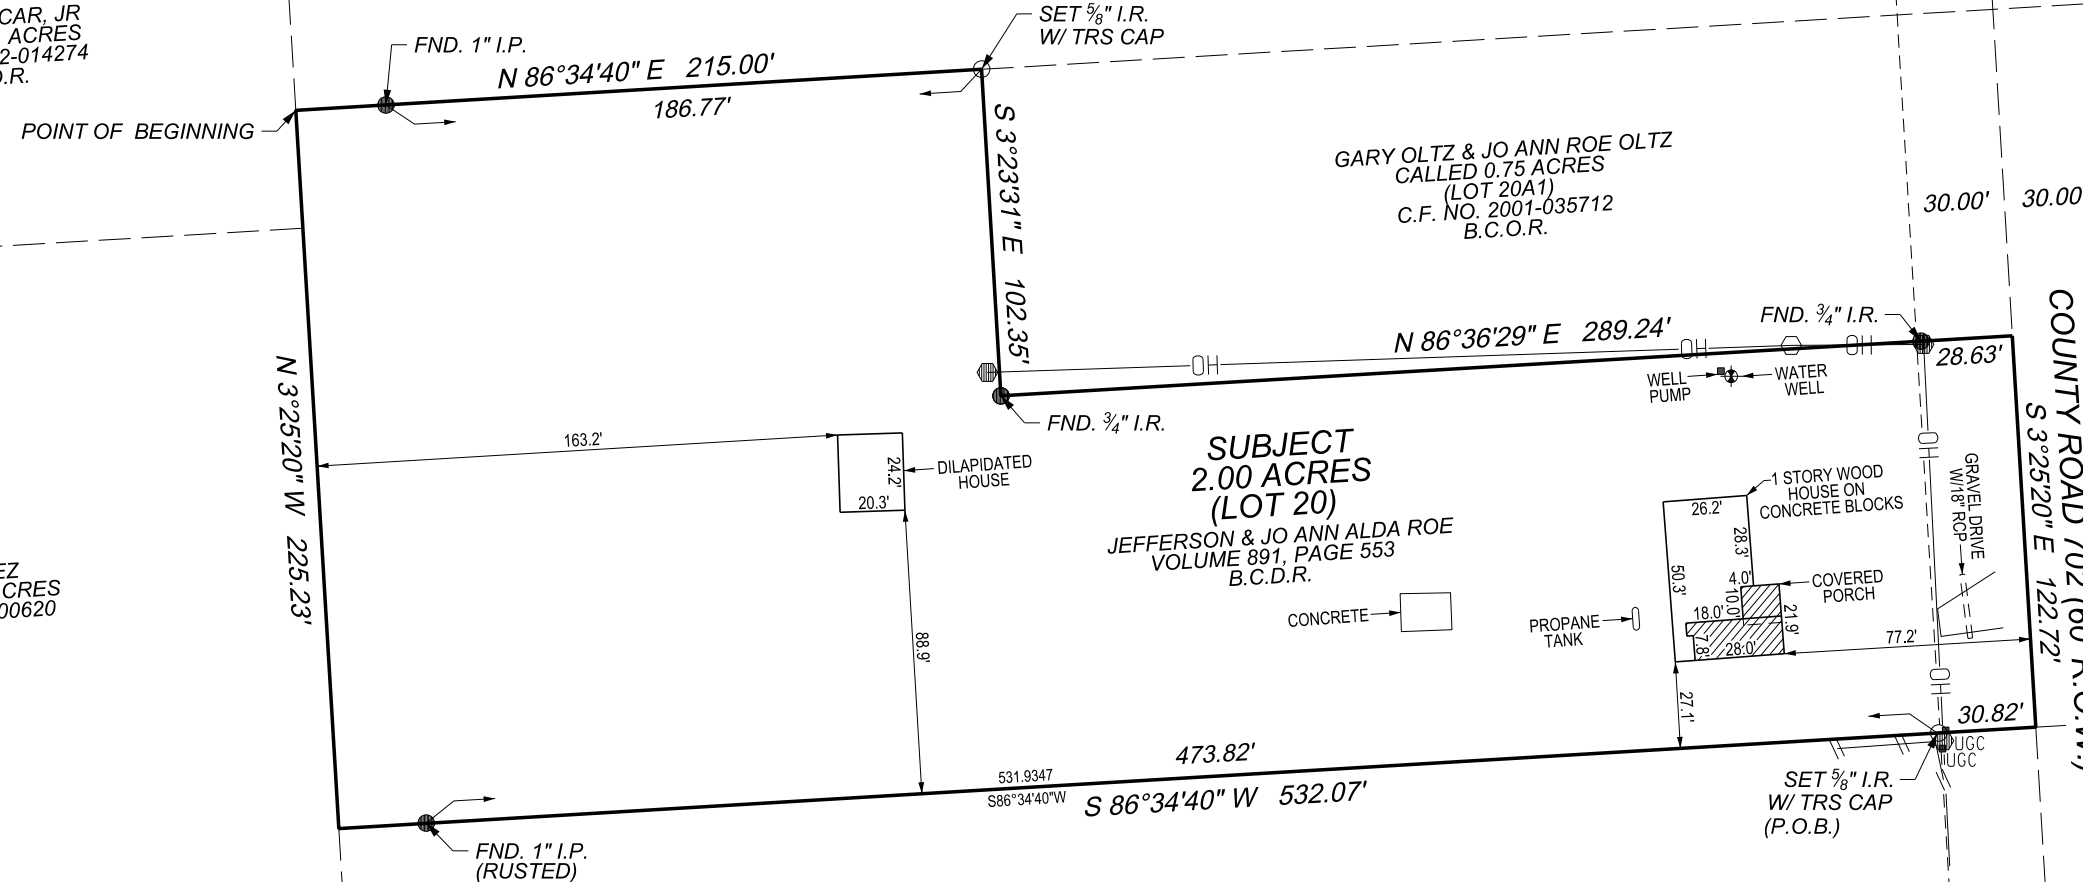 CAR, JR
ACRES
2-014274
.R.
POINT OF BEGINNING
FND. 1" I.P.
N 86°34'40" E 215.00'
186.77'
SET ⅝" I.R.
W/ TRS CAP
S 3°23'31" E 102.35'
GARY OLTZ & JO ANN ROE OLTZ
CALLED 0.75 ACRES
(LOT 20A1)
C.F. NO. 2001-035712
B.C.O.R.
30.00'
30.00
N 86°36'29" E 289.24'
FND. ¾" I.R.
28.63'
OH
OH
OH
WELL
PUMP
WATER
WELL
FND. ¾" I.R.
COUNTY ROAD 702 (60' R.O.W.)
S 3°25'20" E 122.72'
N 3°25'20" W 225.23'
163.2'
24.2'
20.3'
DILAPIDATED
HOUSE
88.9'
SUBJECT
2.00 ACRES
(LOT 20)
JEFFERSON & JO ANN ALDA ROE
VOLUME 891, PAGE 553
B.C.D.R.
CONCRETE
PROPANE
TANK
1 STORY WOOD
HOUSE ON
CONCRETE BLOCKS
26.2'
28.3'
50.3'
4.0'
10.0'
18.0'
7.8'
28.0'
21.9'
COVERED
PORCH
27.1'
77.2'
GRAVEL DRIVE
W/18" RCP
OH
OH
EZ
CRES
00620
30.82'
UGC
UGC
473.82'
531.9347
S86°34'40"W
S 86°34'40" W 532.07'
SET ⅝" I.R.
W/ TRS CAP
(P.O.B.)
FND. 1" I.P.
(RUSTED)